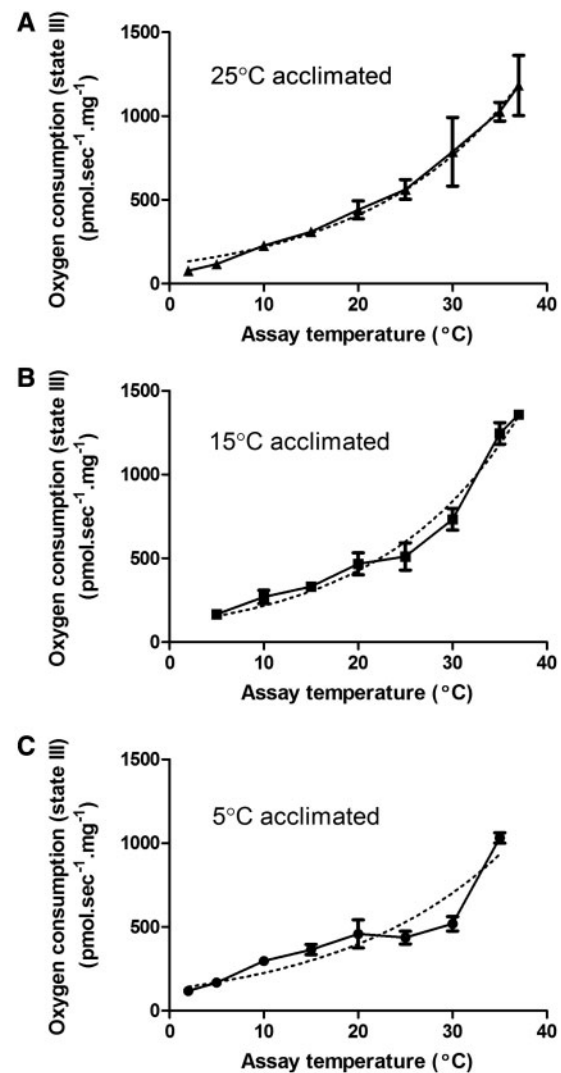 A
25°C acclimated
Oxygen consumption (state III)
(pmol.sec⁻¹.mg⁻¹)
1500
1000
500
0
0 10 20 30 40
Assay temperature (°C)
B
15°C acclimated
Oxygen consumption (state III)
(pmol.sec⁻¹.mg⁻¹)
1500
1000
500
0
0 10 20 30 40
Assay temperature (°C)
C
5°C acclimated
Oxygen consumption (state III)
(pmol.sec⁻¹.mg⁻¹)
1500
1000
500
0
0 10 20 30 40
Assay temperature (°C)